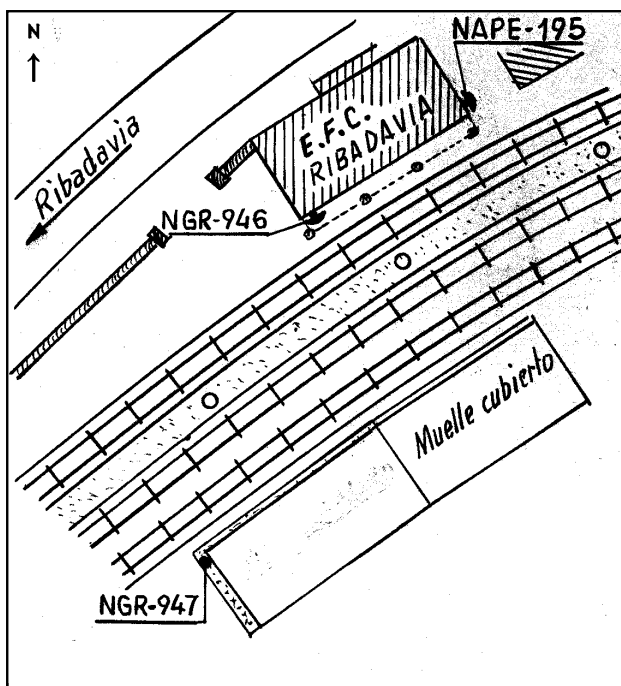 N
NAPE-195
E.F.C.
RIBADAVIA
Ribadavia
NGR-946
Muelle cubierto
NGR-947